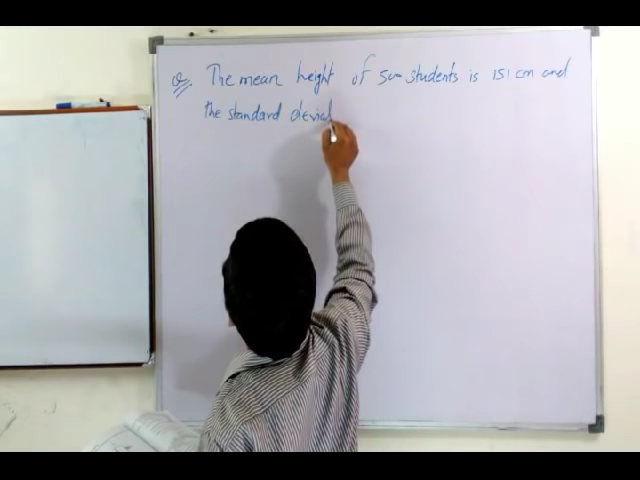 Q. The mean height of 500 students is 151 cm and
the standard deviat